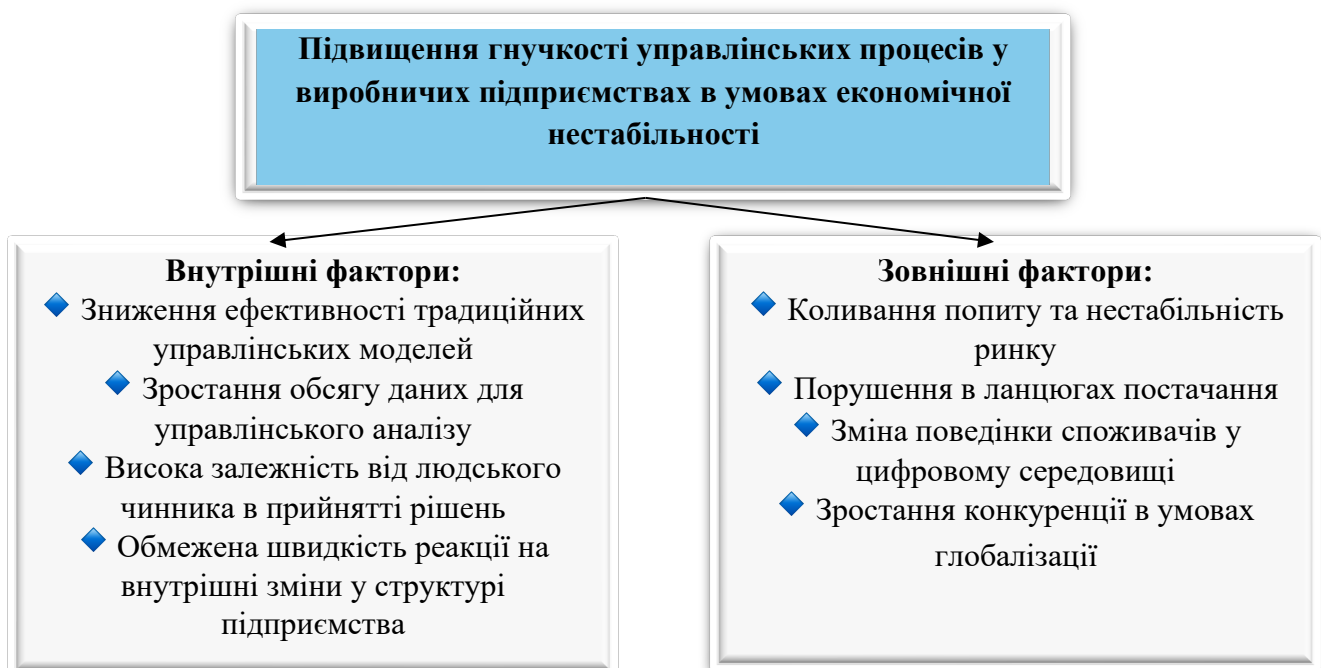 Підвищення гнучкості управлінських процесів у
виробничих підприємствах в умовах економічної
нестабільності
Внутрішні фактори:
Зниження ефективності традиційних
управлінських моделей
Зростання обсягу даних для
управлінського аналізу
Висока залежність від людського
чинника в прийнятті рішень
Обмежена швидкість реакції на
внутрішні зміни у структурі
підприємства
Зовнішні фактори:
Коливання попиту та нестабільність
ринку
Порушення в ланцюгах постачання
Зміна поведінки споживачів у
цифровому середовищі
Зростання конкуренції в умовах
глобалізації